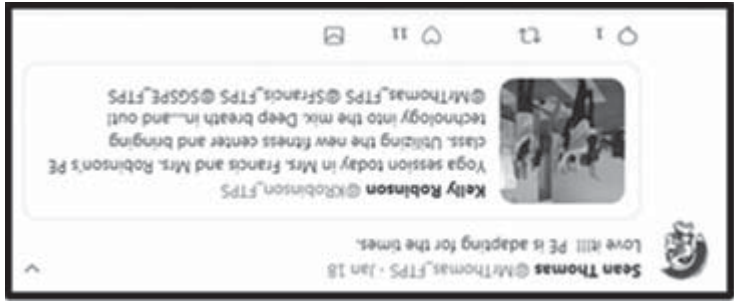 Sean Thomas @MrThomas_FTPS · Jan 18
Love it!!! PE is adapting for the times.
Kelly Robinson @KRobinson_FTPS
Yoga session today in Mrs. Francis and Mrs. Robinson's PE
class. Utilizing the new fitness center and bringing
technology into the mix. Deep breath in....and out!
@MrThomas_FTPS @SFrancis_FTPS @SGSPE_FTPS
1 11